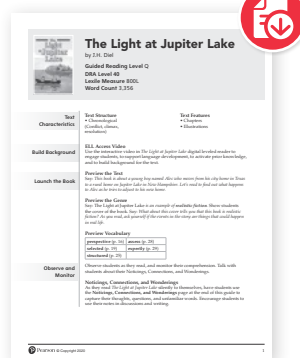 The Light at Jupiter Lake
by J.H. Diel
Guided Reading Level Q
DRA Level 40
Lexile Measure 800L
Word Count 3,356
Text
Characteristics
Text Structure
• Chronological
(Conflict, climax,
resolution)
Text Features
• Chapters
• Illustrations
Build Background
ELL Access Video
Use the interactive video in The Light at Jupiter Lake digital leveled reader to
engage students, to support language development, to activate prior knowledge,
and to build background for the text.
Launch the Book
Preview the Text
Say: This book is about a young boy named Alex who moves from his city home in Texas
to a rural home on Jupiter Lake in New Hampshire. Let's read to find out what happens
to Alex as he tries to adjust to his new home.
Preview the Genre
Say: The Light at Jupiter Lake is an example of realistic fiction. Show students
the cover of the book. Say: What about this cover tells you that this book is realistic
fiction? As you read, ask yourself if the events in the story are things that could happen
in real life.
Preview Vocabulary
perspective (p. 16) assess (p. 28)
selected (p. 19) expertly (p. 29)
structured (p. 25)
Observe and
Monitor
Observe students as they read, and monitor their comprehension. Talk with
students about their Noticings, Connections, and Wonderings.
Noticings, Connections, and Wonderings
As they read The Light at Jupiter Lake silently to themselves, have students use
the Noticings, Connections, and Wonderings page at the end of this guide to
capture their thoughts, questions, and unfamiliar words. Encourage students to
use their notes in discussions and writing.
Pearson © Copyright 2020
1